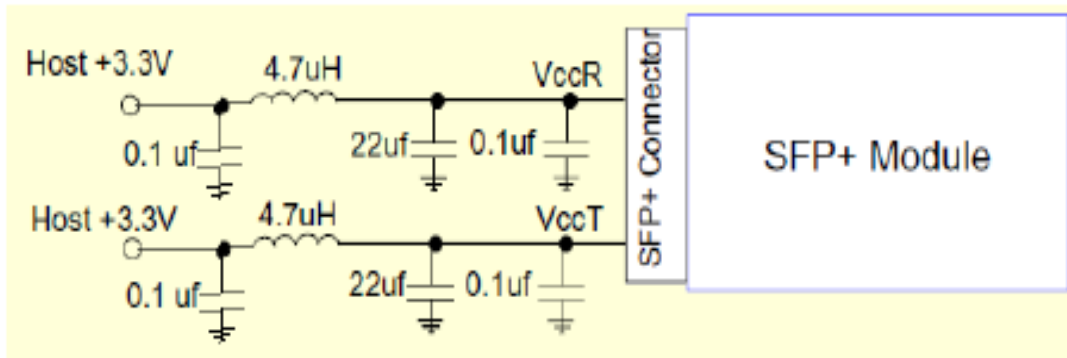 Host +3.3V
4.7uH
VccR
0.1 uf
22uf
0.1uf
Host +3.3V
4.7uH
VccT
0.1 uf
22uf
0.1uf
SFP+ Connector
SFP+ Module